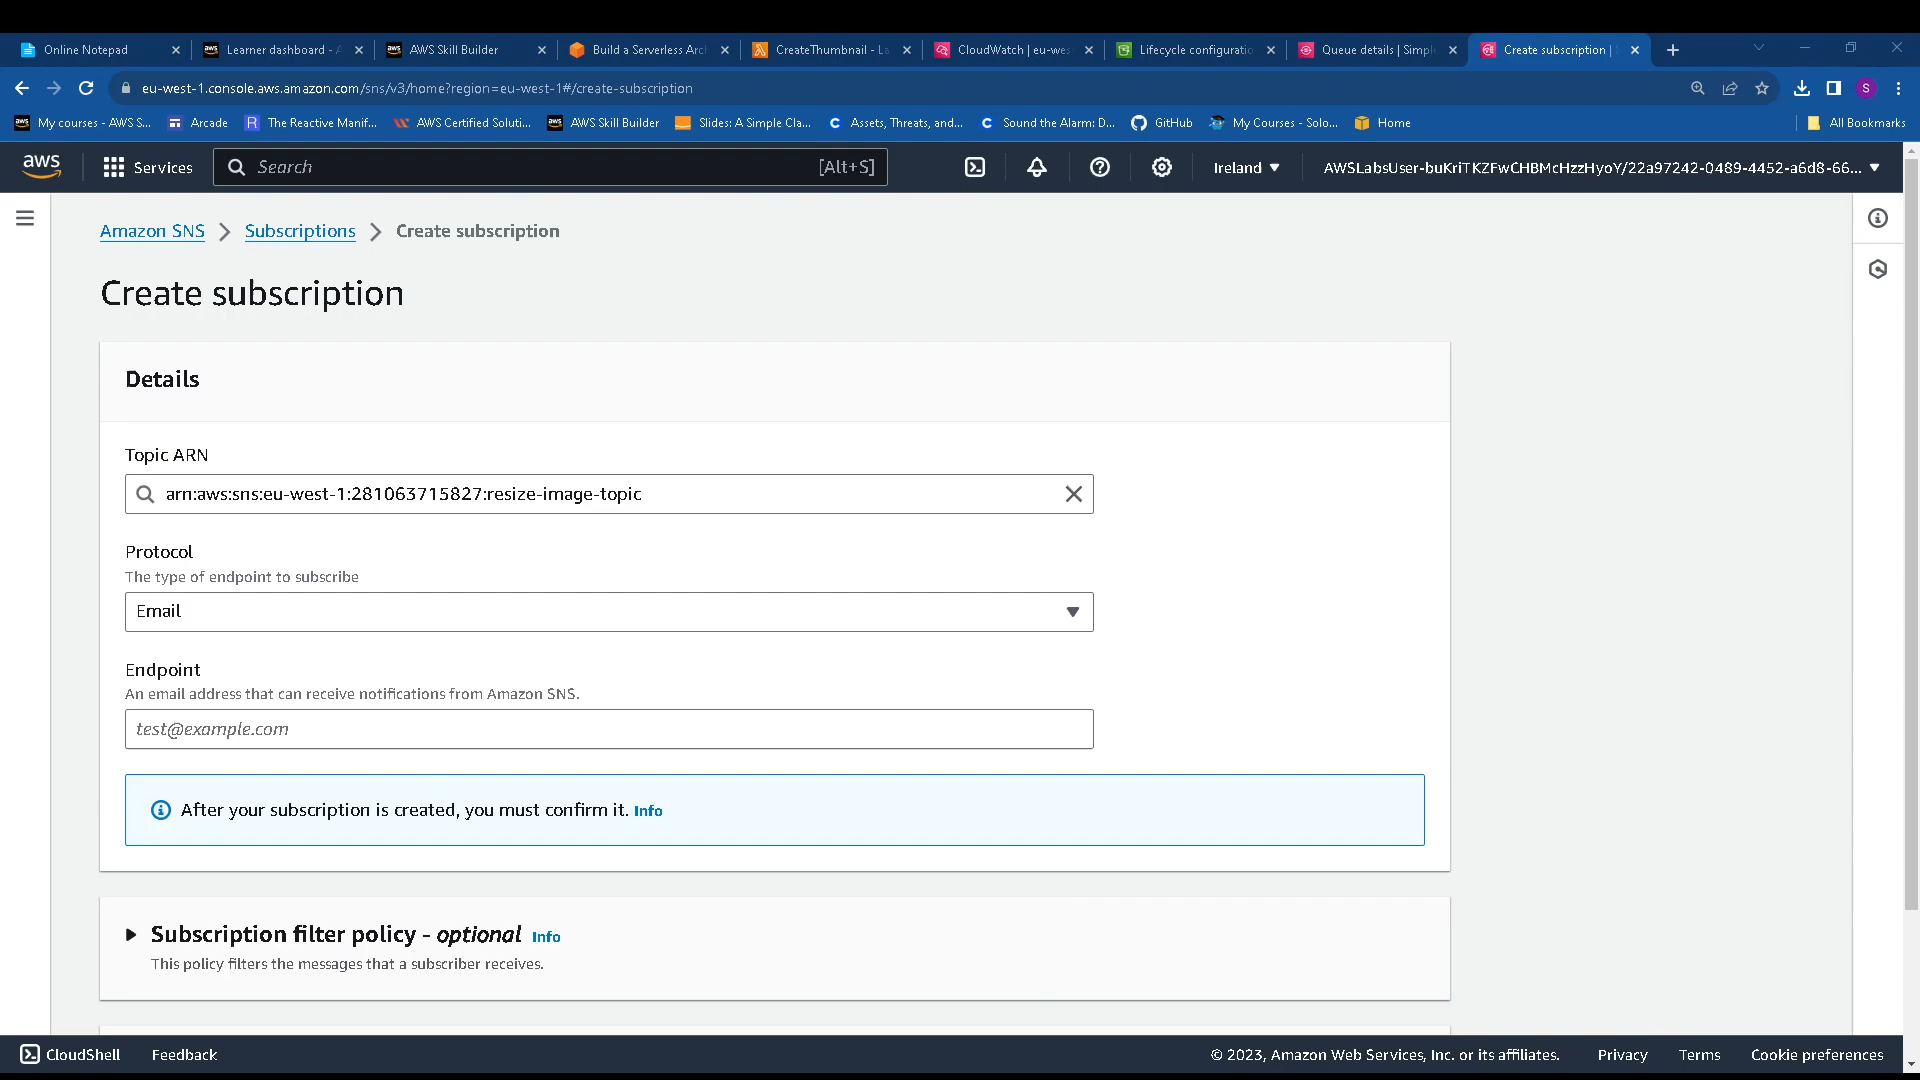 Online Notepad
Learner dashboard - A
AWS Skill Builder
Build a Serverless Arc
CreateThumbnail - La
CloudWatch | eu-wes
Lifecycle configuratio
Queue details | Simpl
Create subscription | S
eu-west-1.console.aws.amazon.com/sns/v3/home?region=eu-west-1#/create-subscription
S
My courses - AWS S...
Arcade
The Reactive Manif...
AWS Certified Soluti...
AWS Skill Builder
Slides: A Simple Cla...
Assets, Threats, and...
Sound the Alarm: D...
GitHub
My Courses - Solo...
Home
All Bookmarks
aws
Services
Search
[Alt+S]
Ireland
AWSLabsUser-buKriTKZFwCHBMcHzzHyoY/22a97242-0489-4452-a6d8-66...
Amazon SNS
Subscriptions
Create subscription
Create subscription
Details
Topic ARN
arn:aws:sns:eu-west-1:281063715827:resize-image-topic
Protocol
The type of endpoint to subscribe
Email
Endpoint
An email address that can receive notifications from Amazon SNS.
test@example.com
After your subscription is created, you must confirm it. Info
Subscription filter policy - optional Info
This policy filters the messages that a subscriber receives.
CloudShell
Feedback
© 2023, Amazon Web Services, Inc. or its affiliates.
Privacy
Terms
Cookie preferences